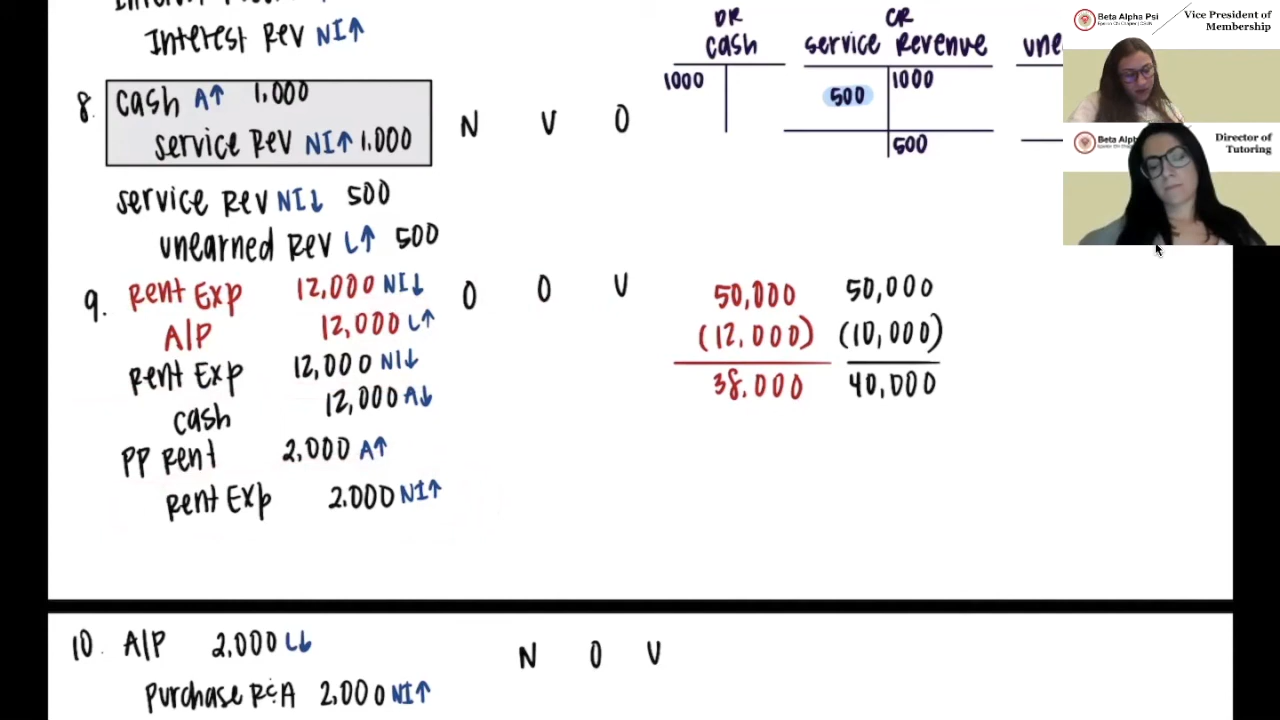 Interest Rev NI↑
DR
Cash
1000
CR
service Revenue
500 1000
500
8. Cash A↑ 1,000
service Rev NI↑ 1,000
N U O
service Rev NI↓ 500
unearned Rev L↑ 500
9. Rent Exp 12,000 NI↓
A/P 12,000 L↑
O O U
Rent Exp 12,000 NI↓
cash 12,000 A↓
PP Rent 2,000 A↑
Rent Exp 2,000 NI↑
50,000
(12,000)
38,000
50,000
(10,000)
40,000
10. A/P 2,000 L↓
Purchase R&A 2,000 NI↑
N O U
Beta Alpha Psi
Vice President of
Membership
Beta Alph
Director of
Tutoring